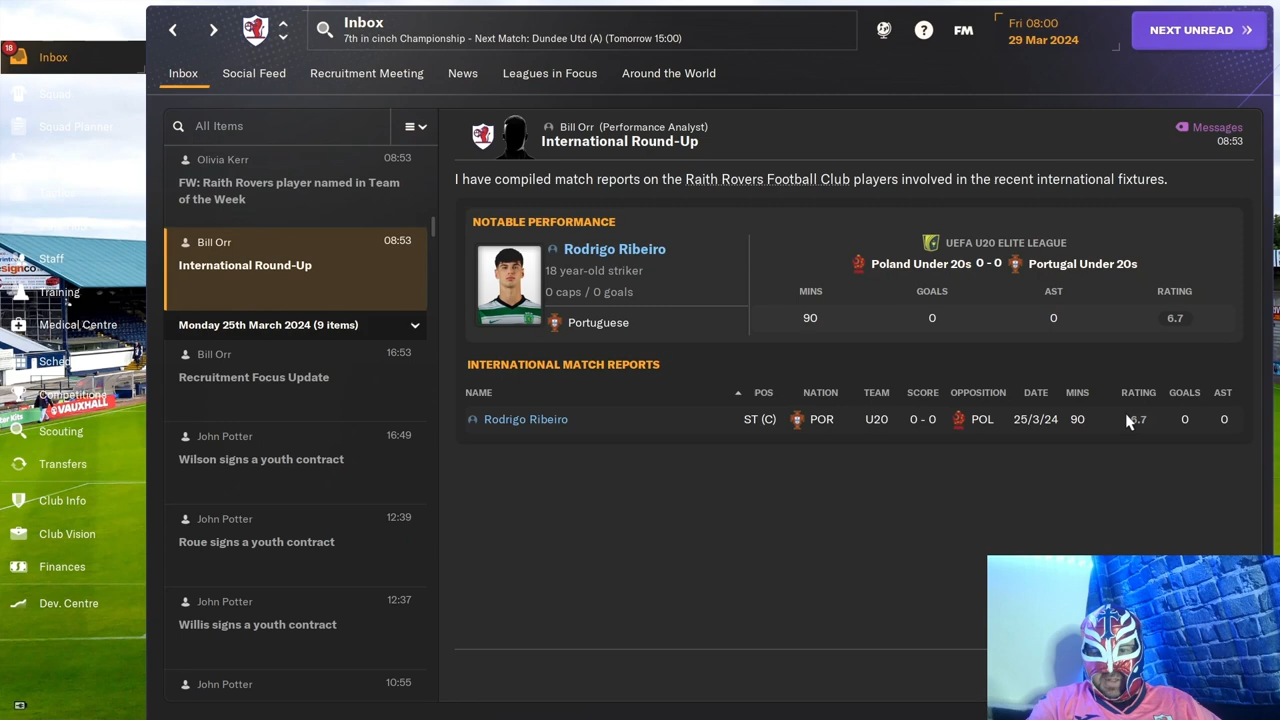 Inbox
7th in cinch Championship - Next Match: Dundee Utd (A) (Tomorrow 15:00)
FM
Fri 08:00
29 Mar 2024
NEXT UNREAD
18
Inbox
Squad
Squad Planner
Staff
Training
Medical Centre
Sched
Competitions
Scouting
Transfers
Club Info
Club Vision
Finances
Dev. Centre
Inbox
Social Feed
Recruitment Meeting
News
Leagues in Focus
Around the World
All Items
Olivia Kerr
08:53
FW: Raith Rovers player named in Team
of the Week
Bill Orr
08:53
International Round-Up
Monday 25th March 2024 (9 items)
Bill Orr
16:53
Recruitment Focus Update
John Potter
16:49
Wilson signs a youth contract
John Potter
12:39
Roue signs a youth contract
John Potter
12:37
Willis signs a youth contract
John Potter
10:55
Bill Orr (Performance Analyst)
International Round-Up
Messages
08:53
I have compiled match reports on the Raith Rovers Football Club players involved in the recent international fixtures.
NOTABLE PERFORMANCE
Rodrigo Ribeiro
18 year-old striker
0 caps / 0 goals
Portuguese
UEFA U20 ELITE LEAGUE
Poland Under 20s 0 - 0 Portugal Under 20s
MINS GOALS AST RATING
90 0 0 6.7
INTERNATIONAL MATCH REPORTS
NAME POS NATION TEAM SCORE OPPOSITION DATE MINS RATING GOALS AST
Rodrigo Ribeiro ST (C) POR U20 0 - 0 POL 25/3/24 90 6.7 0 0
VAUXHALL